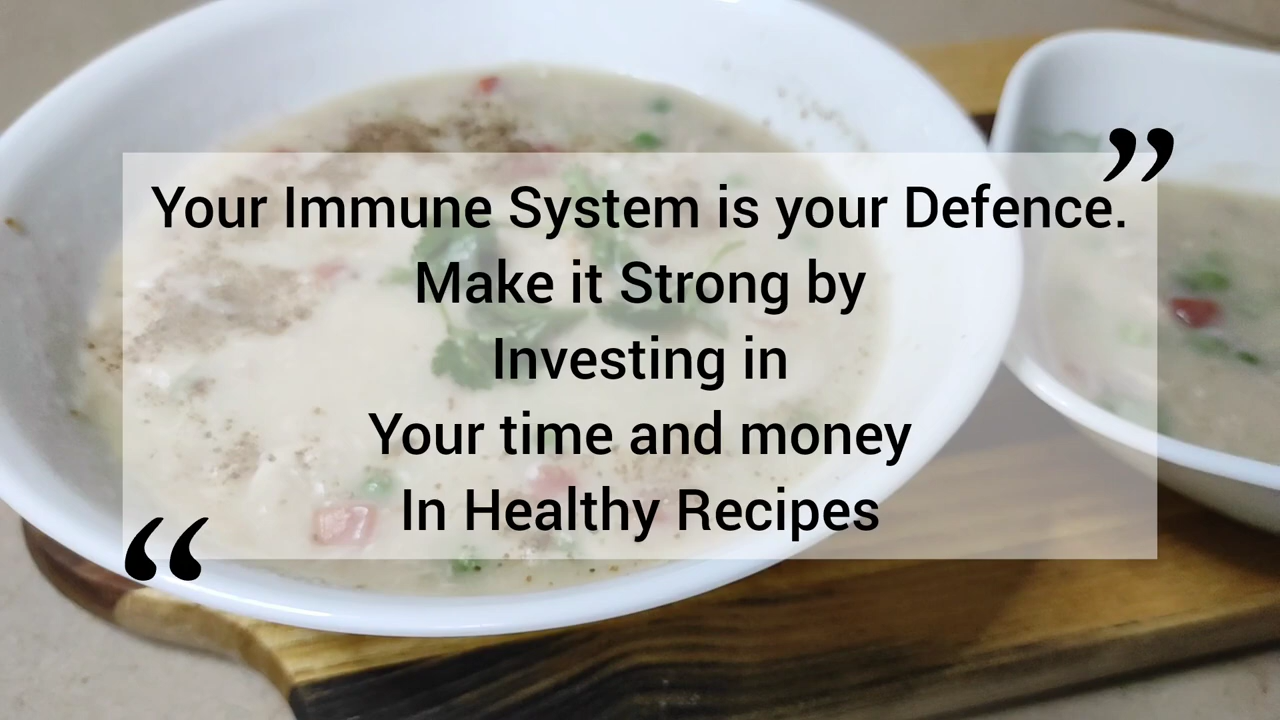 Your Immune System is your Defence.
Make it Strong by
Investing in
Your time and money
In Healthy Recipes